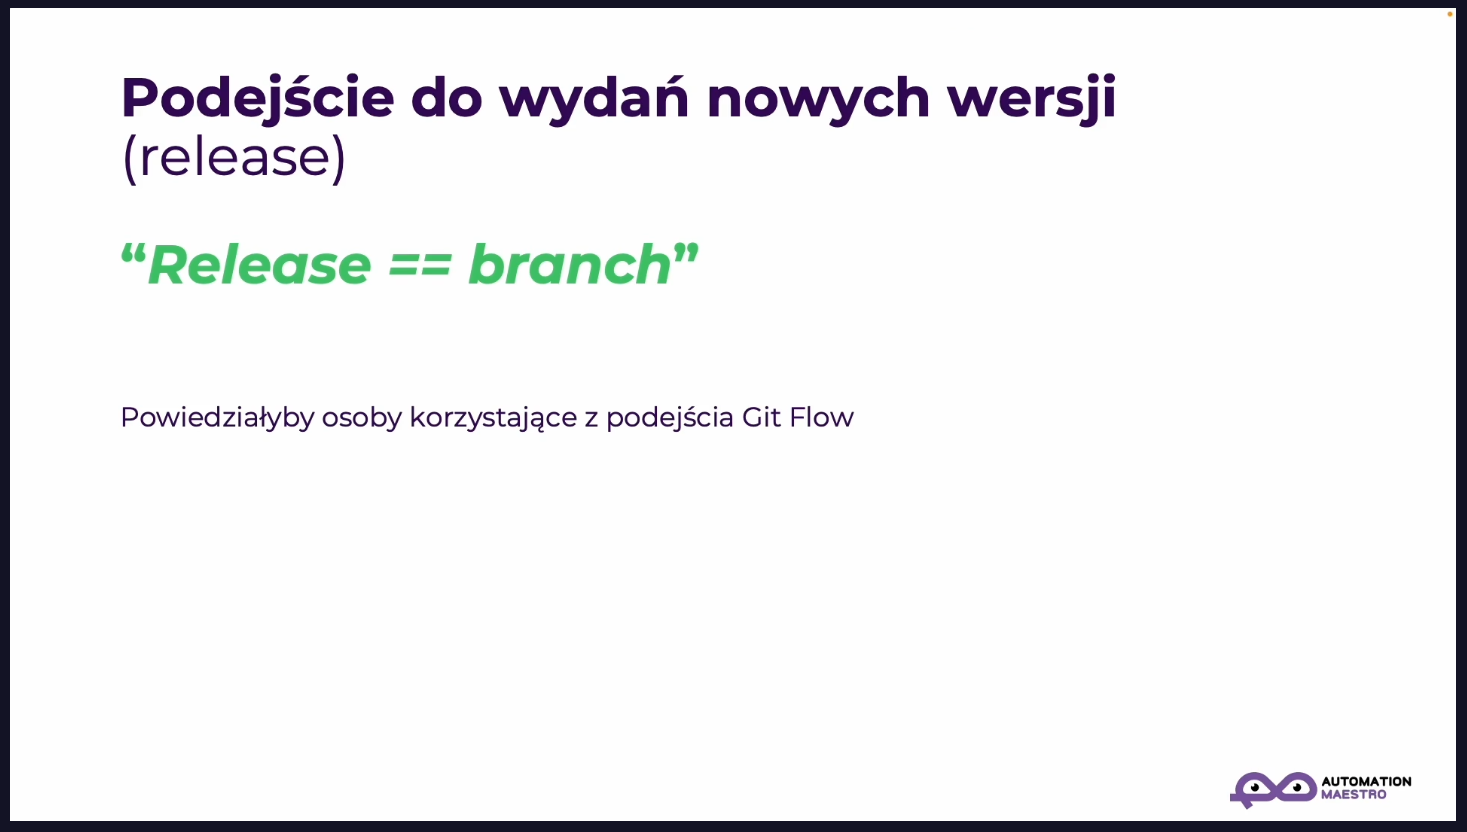 Podejście do wydań nowych wersji
(release)
“Release == branch”
Powiedziałyby osoby korzystające z podejścia Git Flow
AUTOMATION
MAESTRO